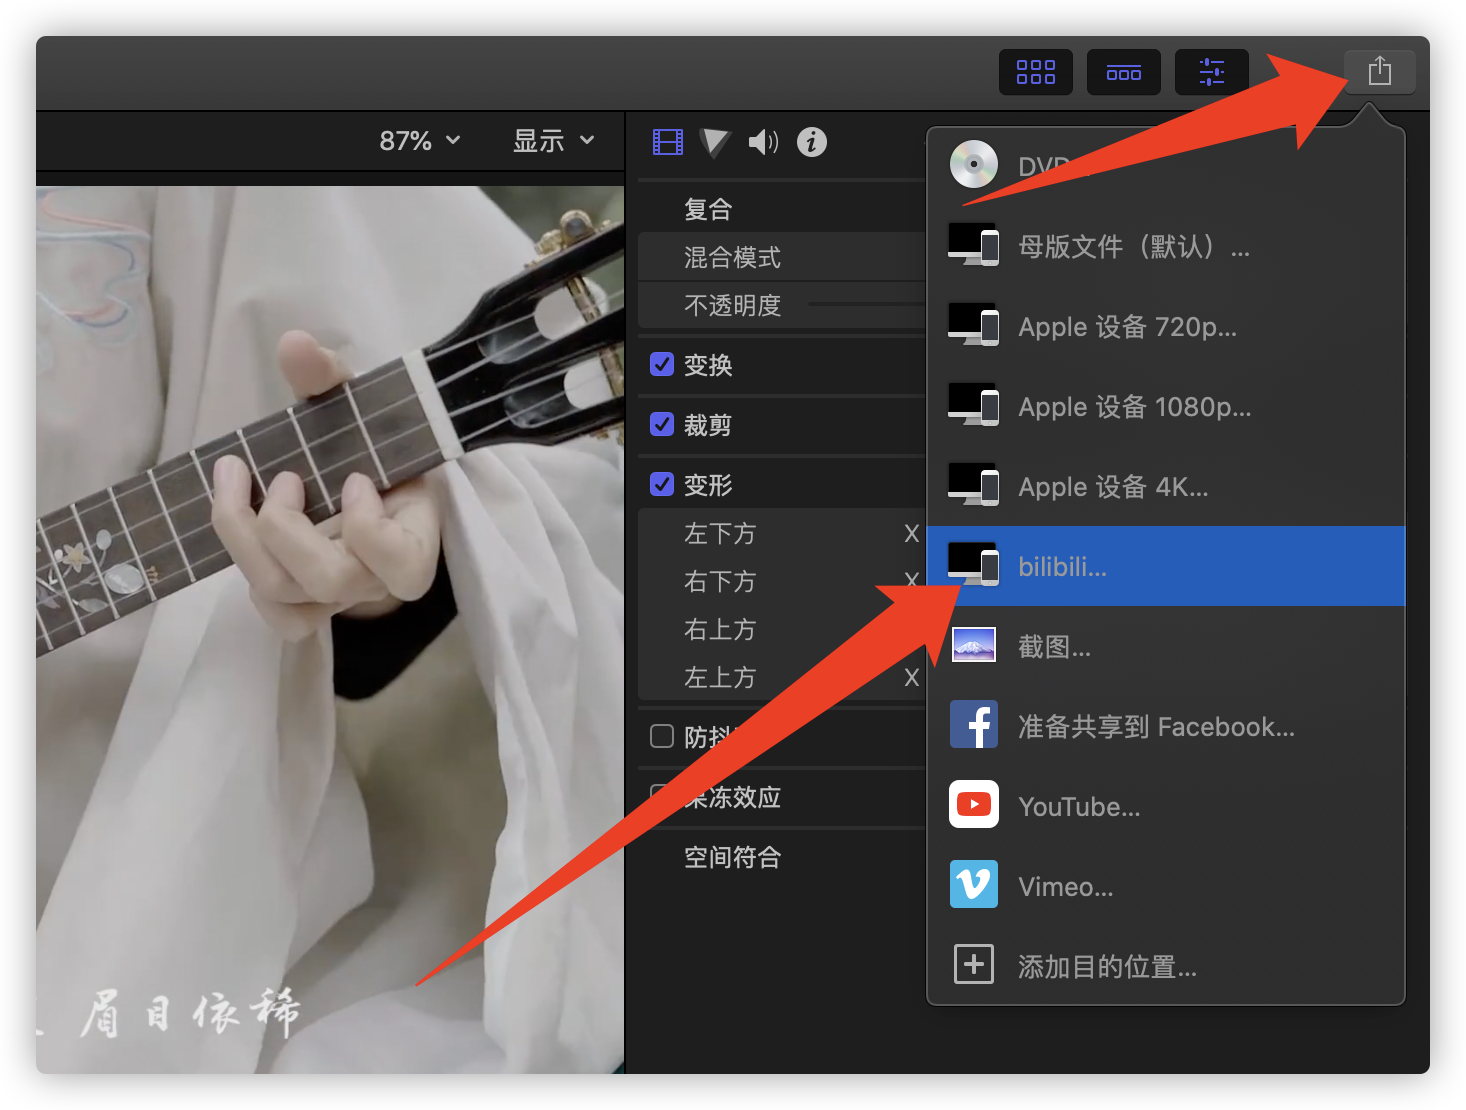 87%
显示
复合
混合模式
不透明度
变换
裁剪
变形
左下方 X
右下方 X
右上方
左上方 X
防抖
果冻效应
空间符合
DVD
母版文件（默认）...
Apple 设备 720p...
Apple 设备 1080p...
Apple 设备 4K...
bilibili...
截图...
准备共享到 Facebook...
YouTube...
Vimeo...
添加目的位置...
眉目依稀